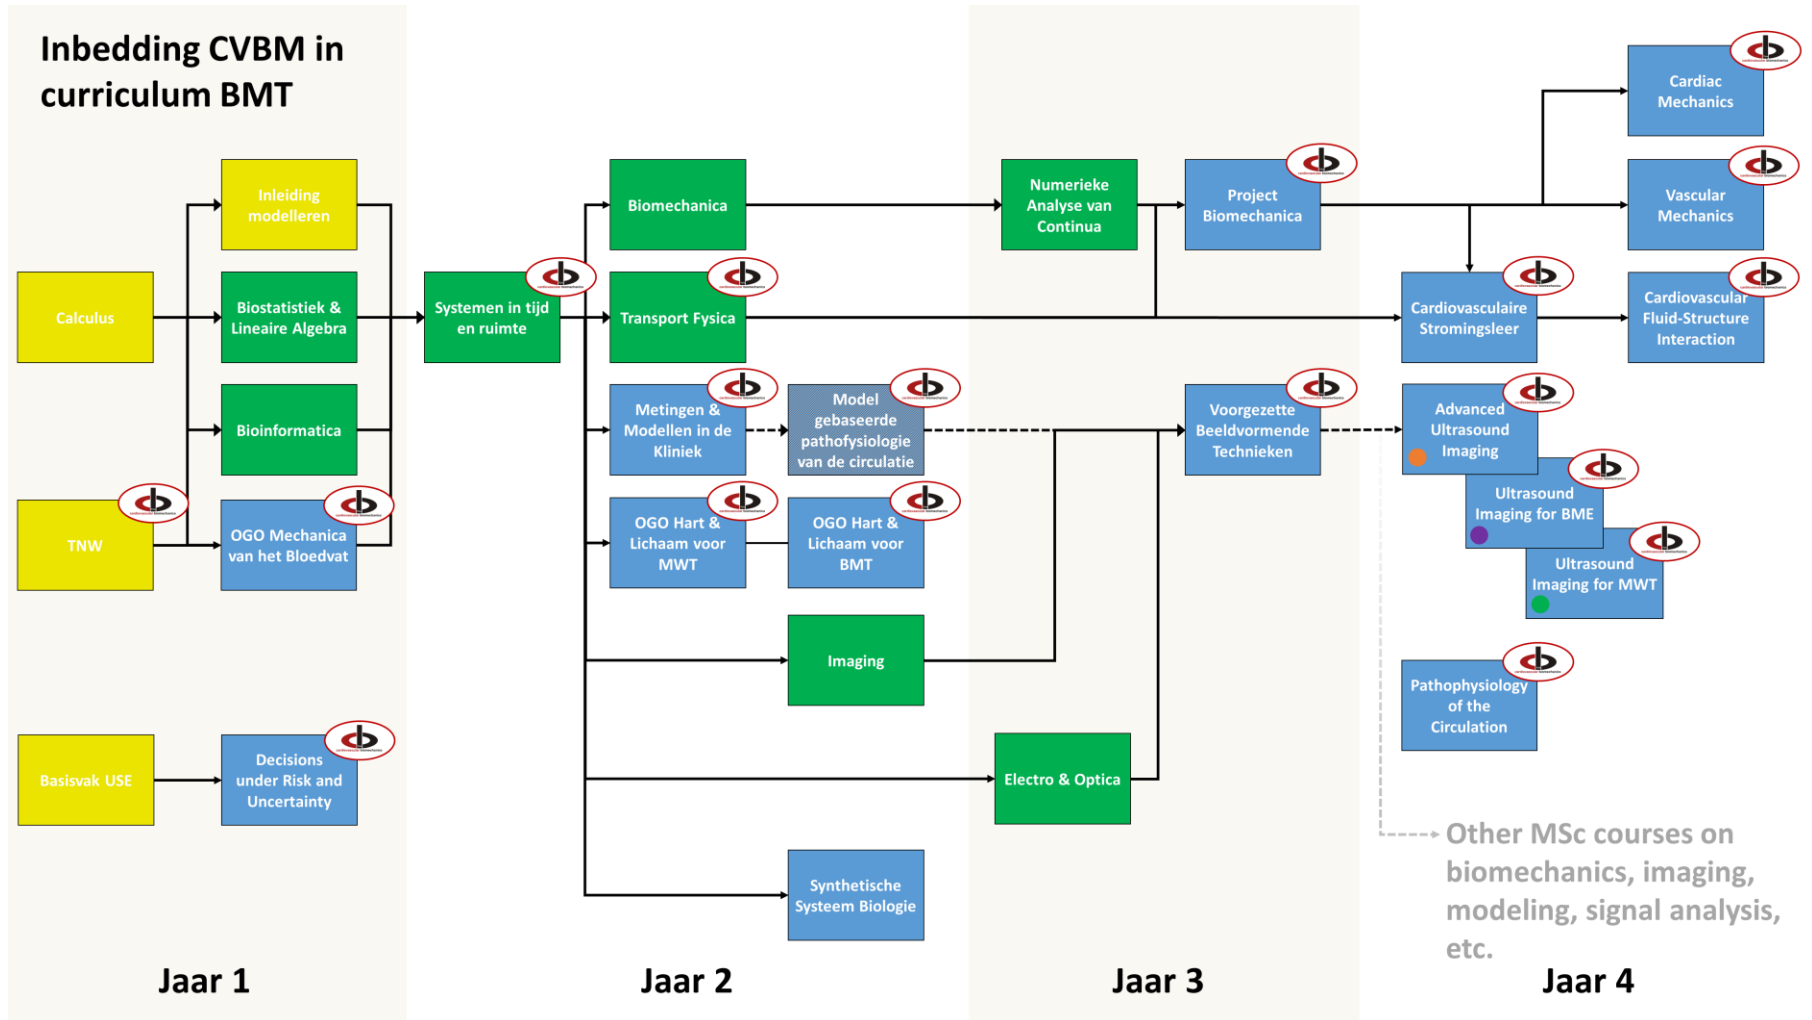 Inbedding CVBM in
curriculum BMT
Calculus
TNW
Basisvak USE
Inleiding
modelleren
Biostatistiek &
Lineaire Algebra
Bioinformatica
OGO Mechanica
van het Bloedvat
Decisions
under Risk and
Uncertainty
Systemen in tijd
en ruimte
Biomechanica
Transport Fysica
Metingen &
Modellen in de
Kliniek
OGO Hart &
Lichaam voor
MWT
Model
gebaseerde
pathofysiologie
van de circulatie
OGO Hart &
Lichaam voor
BMT
Imaging
Synthetische
Systeem Biologie
Numerieke
Analyse van
Continua
Electro & Optica
Project
Biomechanica
Voorgezette
Beeldvormende
Technieken
Cardiac
Mechanics
Vascular
Mechanics
Cardiovasculaire
Stromingsleer
Cardiovascular
Fluid-Structure
Interaction
Advanced
Ultrasound
Imaging
Ultrasound
Imaging for BME
Ultrasound
Imaging for MWT
Pathophysiology
of the
Circulation
Other MSc courses on
biomechanics, imaging,
modeling, signal analysis,
etc.
Jaar 1
Jaar 2
Jaar 3
Jaar 4